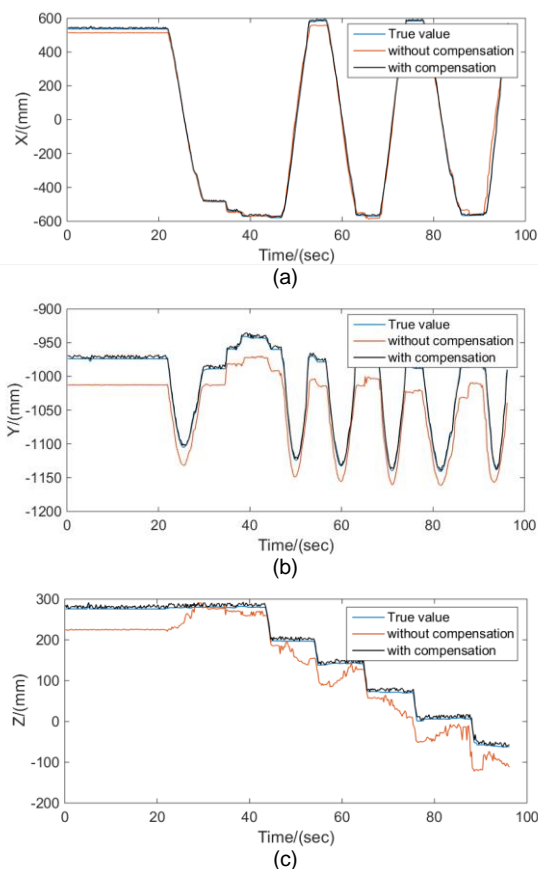 600
400
200
0
-200
-400
-600
X/(mm)
True value
without compensation
with compensation
0 20 40 60 80 100
Time/(sec)
(a)
-900
-950
-1000
-1050
-1100
-1150
-1200
Y/(mm)
True value
without compensation
with compensation
0 20 40 60 80 100
Time/(sec)
(b)
300
200
100
0
-100
-200
Z/(mm)
True value
without compensation
with compensation
0 20 40 60 80 100
Time/(sec)
(c)